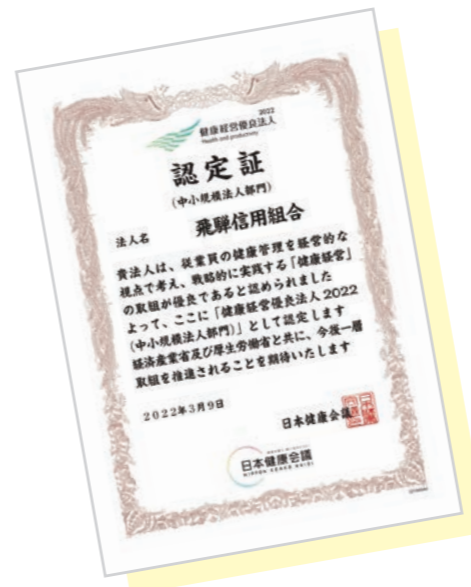 2022
健康経営優良法人
Health and productivity
認定証
(中小規模法人部門)
法人名 飛騨信用組合
貴法人は、従業員の健康管理を経営的な
視点で考え、戦略的に実践する「健康経営」
の取組が優良であると認められました
よって、ここに「健康経営優良法人2022
(中小規模法人部門)」として認定します
経済産業省及び厚生労働省と共に、今後一層
取組を推進されることを期待いたします
2022年3月9日
日本健康会議
日本健康会議
NIPPON KENKO KAIGI